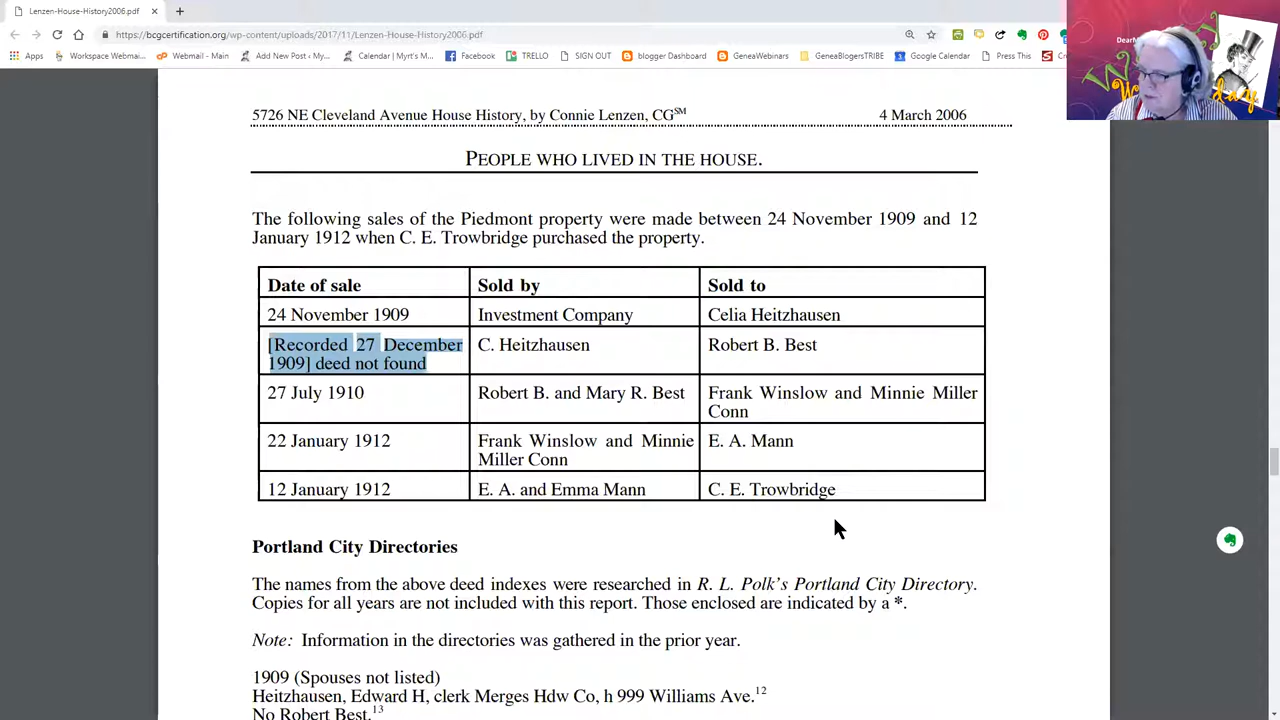 Lenzen-House-History2006.pdf
https://bcgcertification.org/wp-content/uploads/2017/11/Lenzen-House-History2006.pdf
Apps Workspace Webmai... Webmail - Main Add New Post ‹ My... Calendar | Myrt's M... Facebook TRELLO SIGN OUT blogger Dashboard GeneaWebinars GeneaBloggersTRIBE Google Calendar Press This
5726 NE Cleveland Avenue House History, by Connie Lenzen, CG℠ 4 March 2006
PEOPLE WHO LIVED IN THE HOUSE.
The following sales of the Piedmont property were made between 24 November 1909 and 12
January 1912 when C. E. Trowbridge purchased the property.
Date of sale Sold by Sold to
24 November 1909 Investment Company Celia Heitzhausen
[Recorded 27 December
1909] deed not found
C. Heitzhausen Robert B. Best
27 July 1910 Robert B. and Mary R. Best Frank Winslow and Minnie Miller
Conn
22 January 1912 Frank Winslow and Minnie
Miller Conn
E. A. Mann
12 January 1912 E. A. and Emma Mann C. E. Trowbridge
Portland City Directories
The names from the above deed indexes were researched in R. L. Polk's Portland City Directory.
Copies for all years are not included with this report. Those enclosed are indicated by a *.
Note: Information in the directories was gathered in the prior year.
1909 (Spouses not listed)
Heitzhausen, Edward H, clerk Merges Hdw Co, h 999 Williams Ave.12
No Robert Best.13